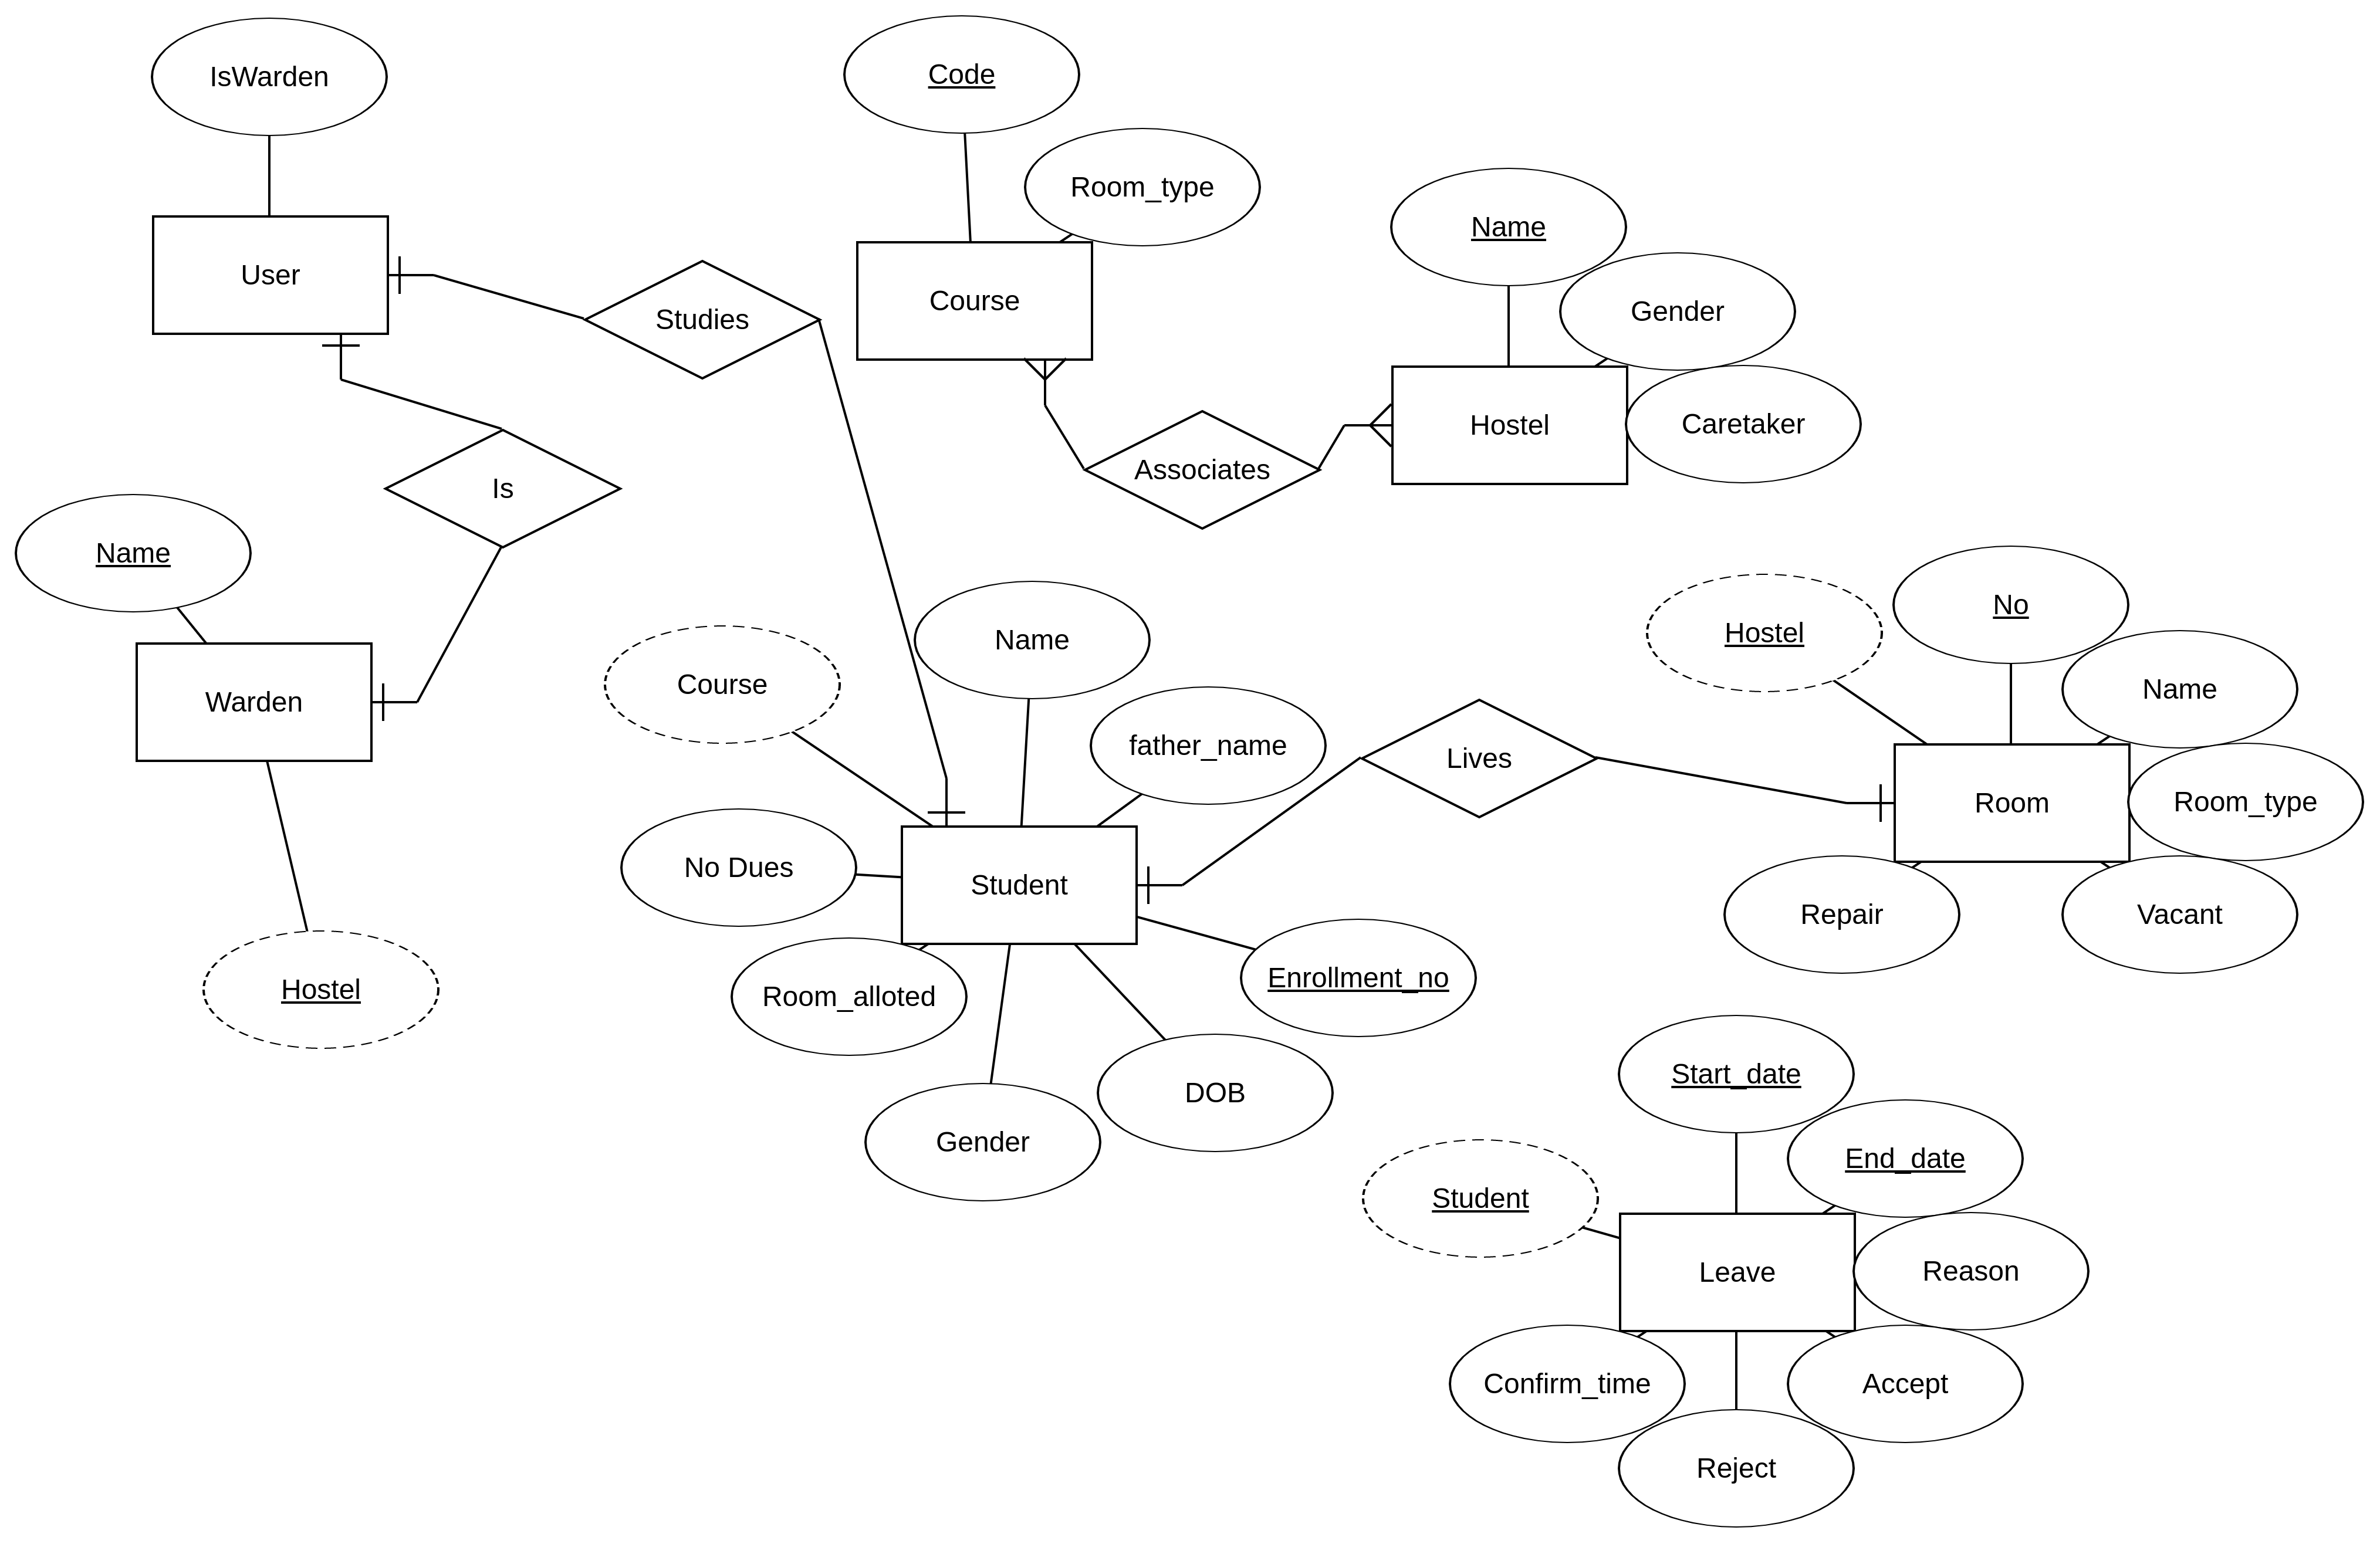 IsWarden
Code
Room_type
Name
User
Course
Gender
Studies
Hostel
Caretaker
Associates
Is
Name
Warden
Hostel
Course
Name
father_name
Lives
No Dues
Student
Room_alloted
Enrollment_no
Gender
DOB
Hostel
No
Name
Room
Room_type
Repair
Vacant
Start_date
End_date
Student
Leave
Reason
Confirm_time
Accept
Reject